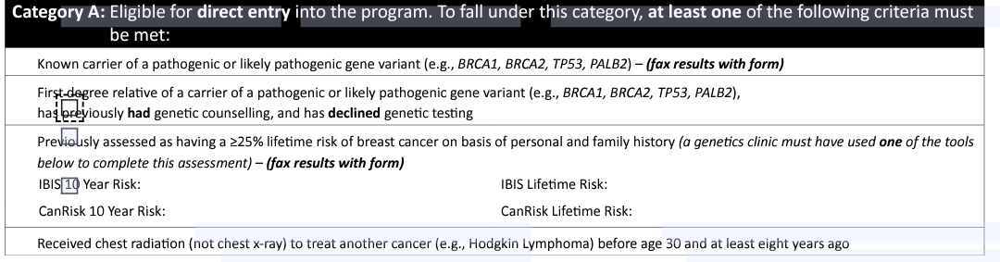 Category A: Eligible for direct entry into the program. To fall under this category, at least one of the following criteria must
be met:
Known carrier of a pathogenic or likely pathogenic gene variant (e.g., BRCA1, BRCA2, TP53, PALB2) – (fax results with form)
First-degree relative of a carrier of a pathogenic or likely pathogenic gene variant (e.g., BRCA1, BRCA2, TP53, PALB2),
has previously had genetic counselling, and has declined genetic testing
Previously assessed as having a ≥25% lifetime risk of breast cancer on basis of personal and family history (a genetics clinic must have used one of the tools
below to complete this assessment) – (fax results with form)
IBIS 10 Year Risk: IBIS Lifetime Risk:
CanRisk 10 Year Risk: CanRisk Lifetime Risk:
Received chest radiation (not chest x-ray) to treat another cancer (e.g., Hodgkin Lymphoma) before age 30 and at least eight years ago